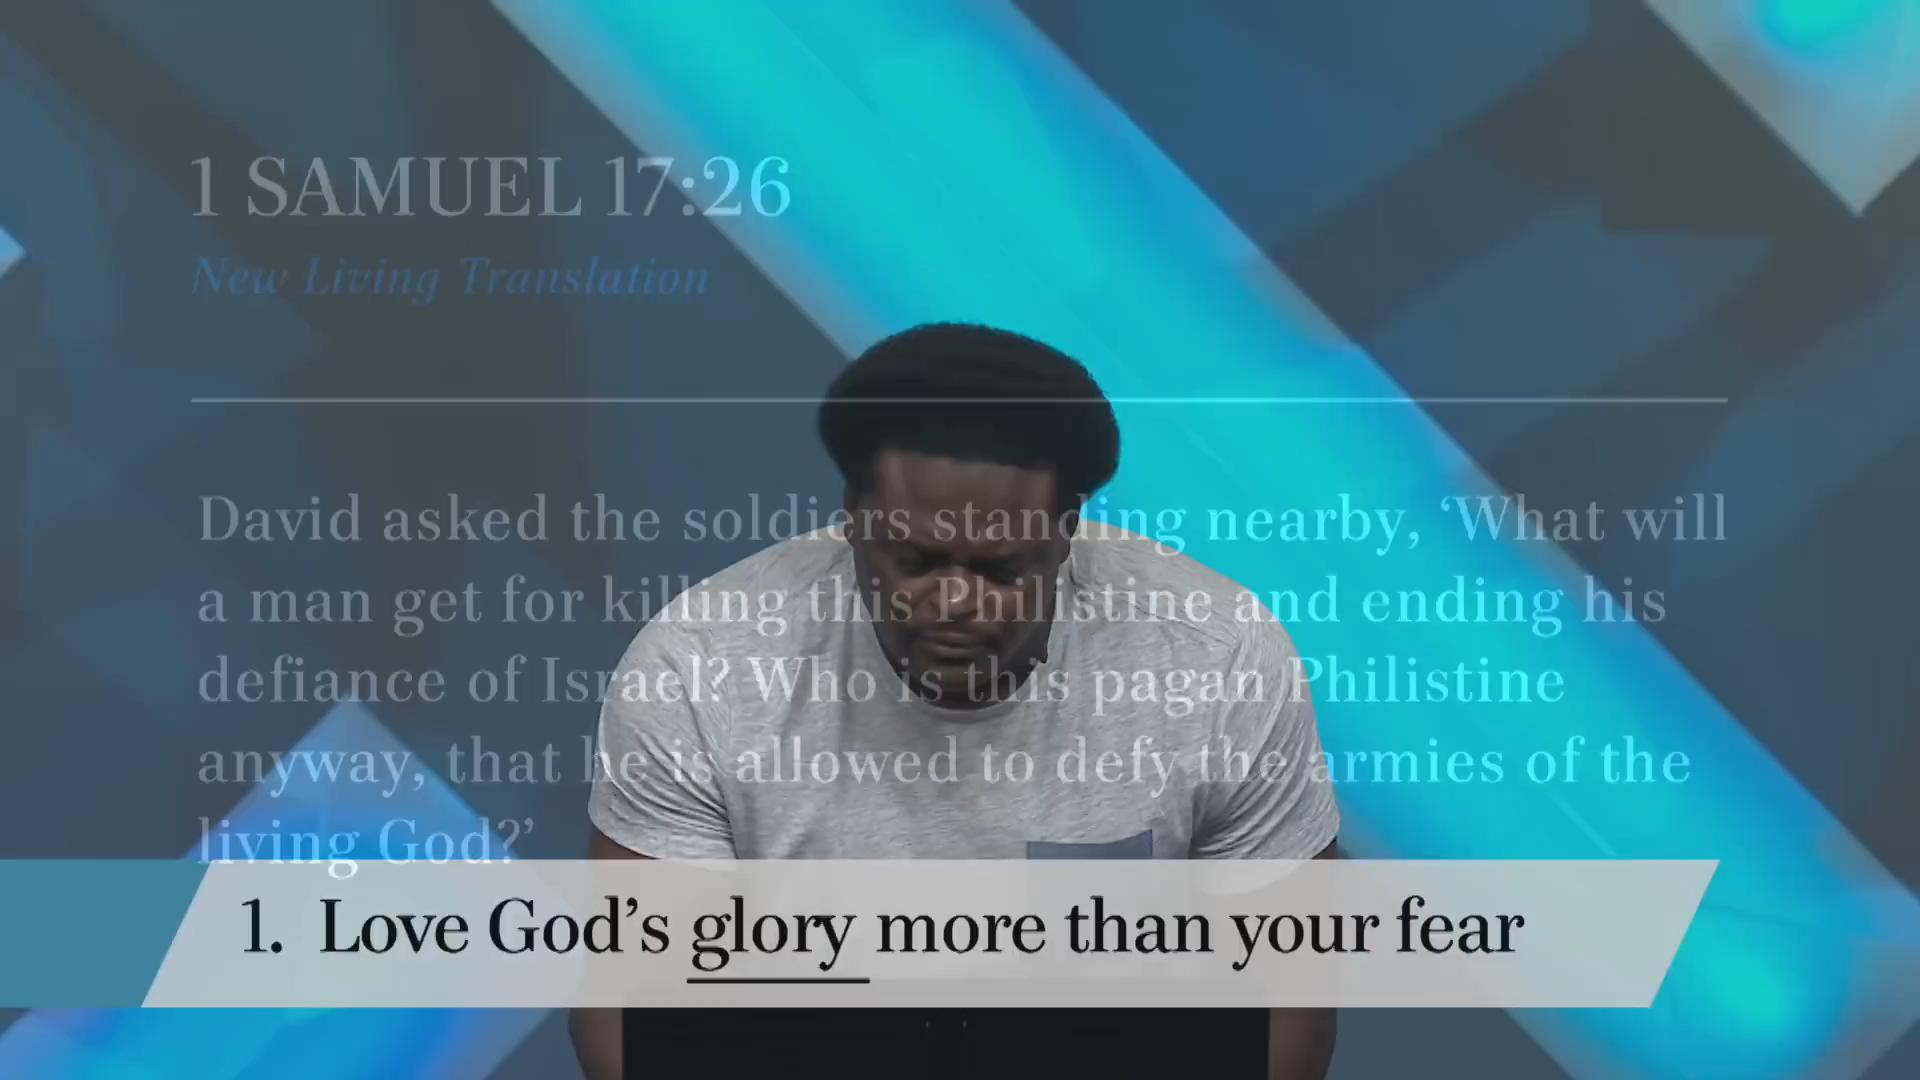 1 SAMUEL 17:26
New Living Translation
David asked the soldiers standing nearby, ‘What will
a man get for killing this Philistine and ending his
defiance of Israel? Who is this pagan Philistine
anyway, that he is allowed to defy the armies of the
living God?’
1. Love God’s glory more than your fear